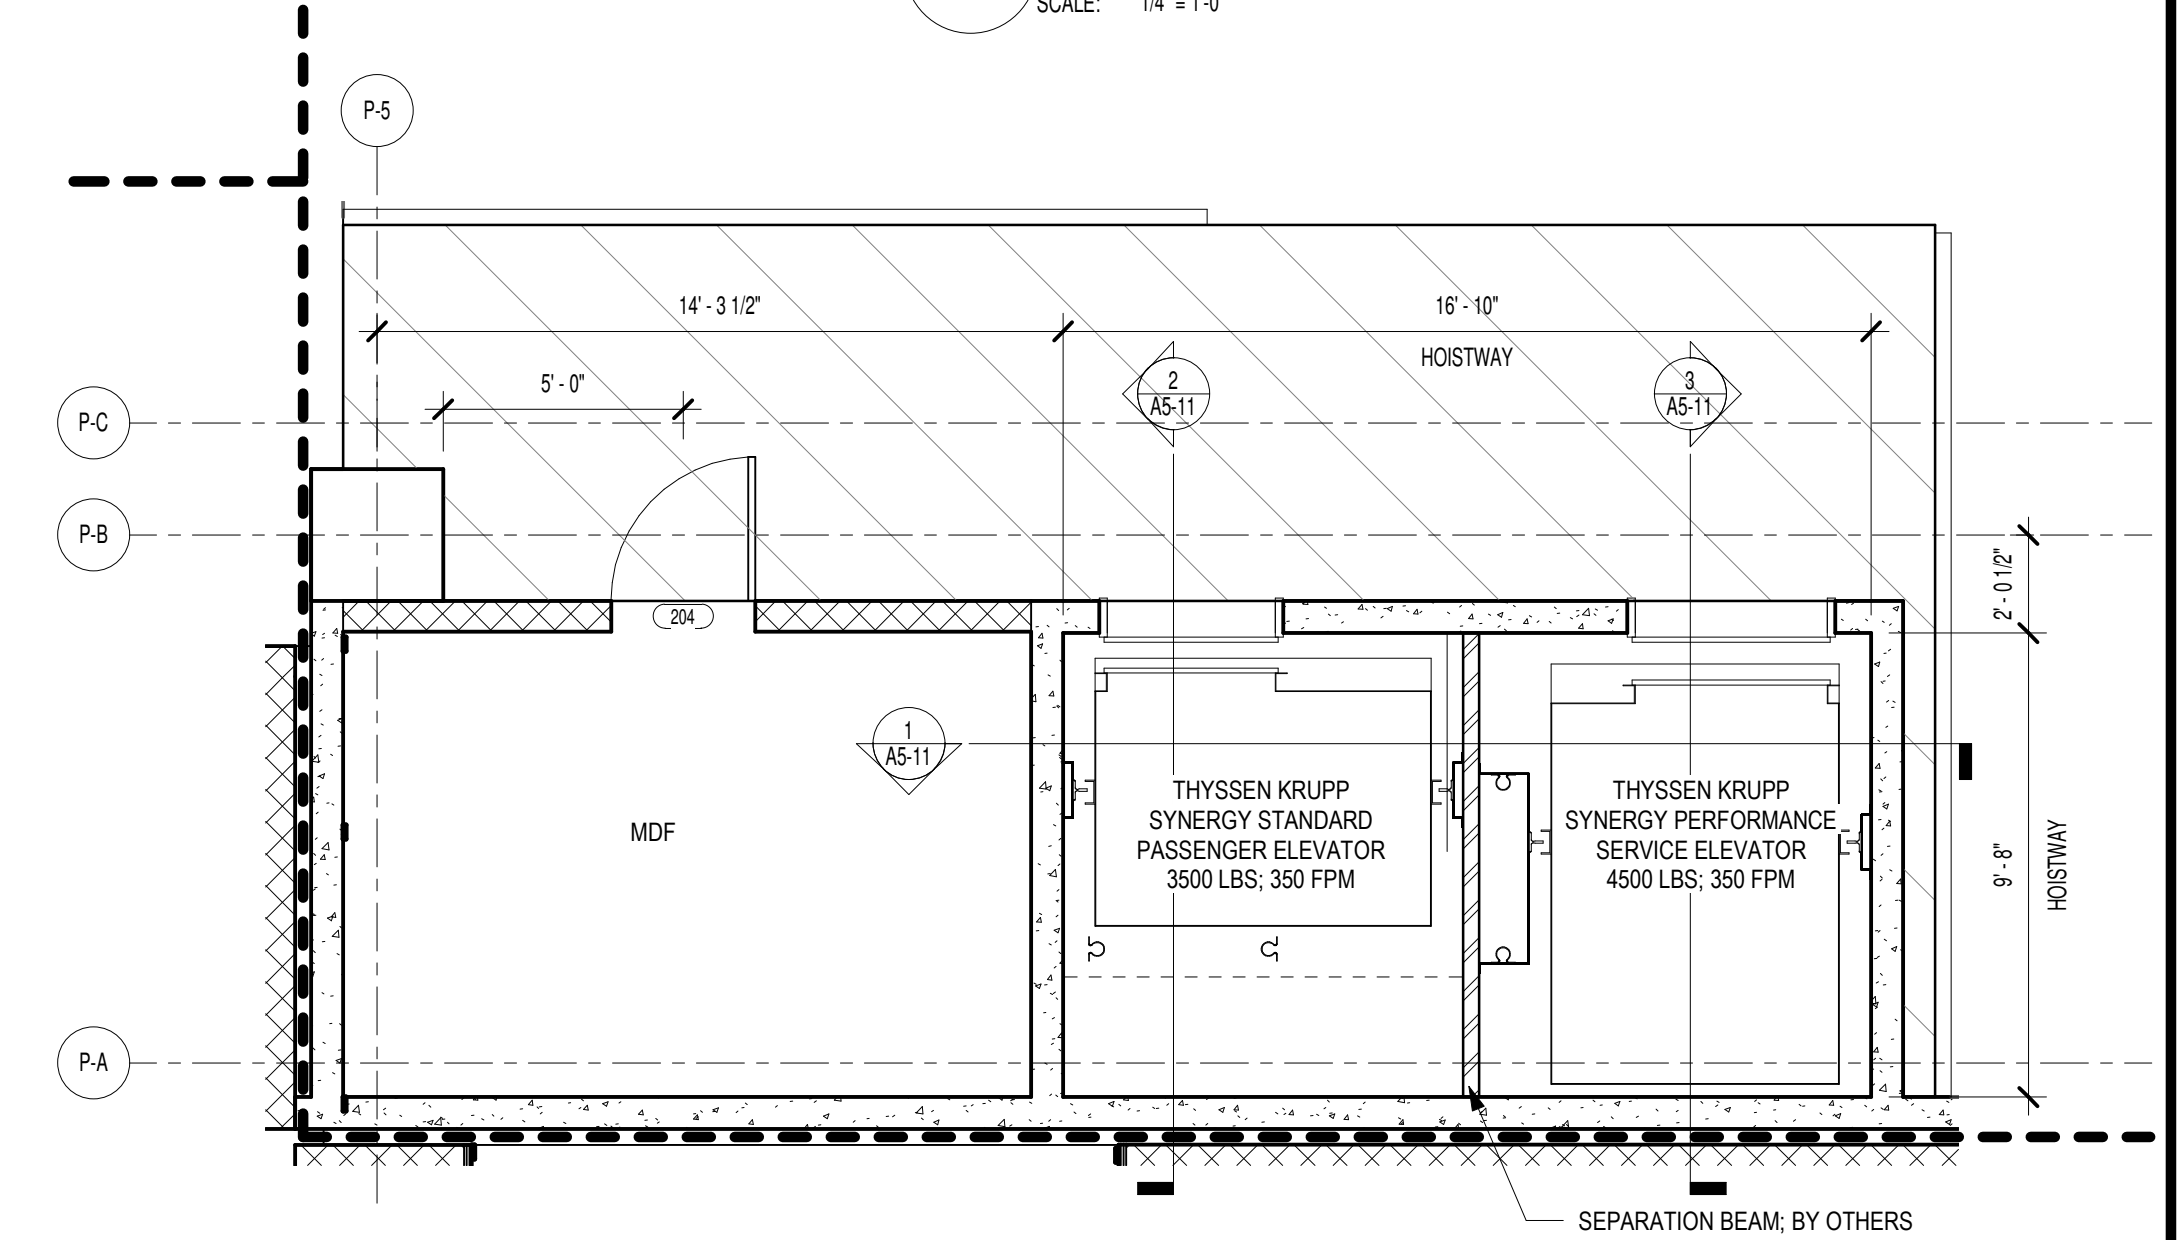 SCALE: 1/4" = 1'-0"
P-5
14' - 3 1/2"
16' - 10"
HOISTWAY
5' - 0"
2
A5-11
3
A5-11
P-C
P-B
2' - 0 1/2"
204
1
A5-11
MDF
THYSSEN KRUPP
SYNERGY STANDARD
PASSENGER ELEVATOR
3500 LBS; 350 FPM
THYSSEN KRUPP
SYNERGY PERFORMANCE
SERVICE ELEVATOR
4500 LBS; 350 FPM
9' - 8"
HOISTWAY
P-A
SEPARATION BEAM; BY OTHERS